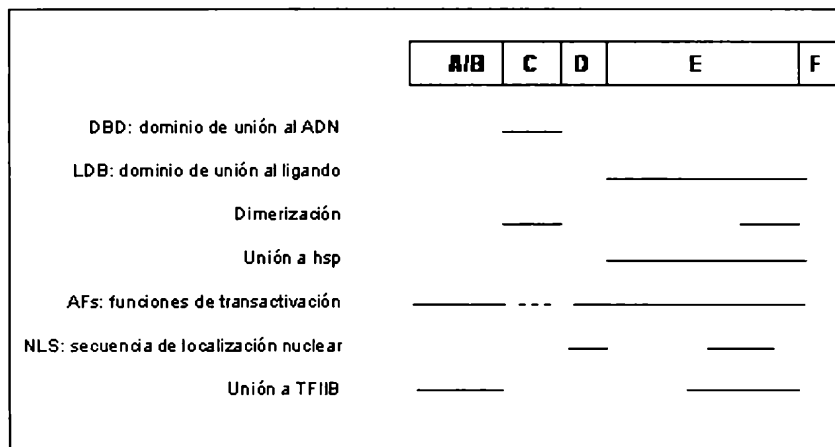 A/B C D E F
DBD: dominio de unión al ADN
LDB: dominio de unión al ligando
Dimerización
Unión a hsp
AFs: funciones de transactivación
NLS: secuencia de localización nuclear
Unión a TFIIB